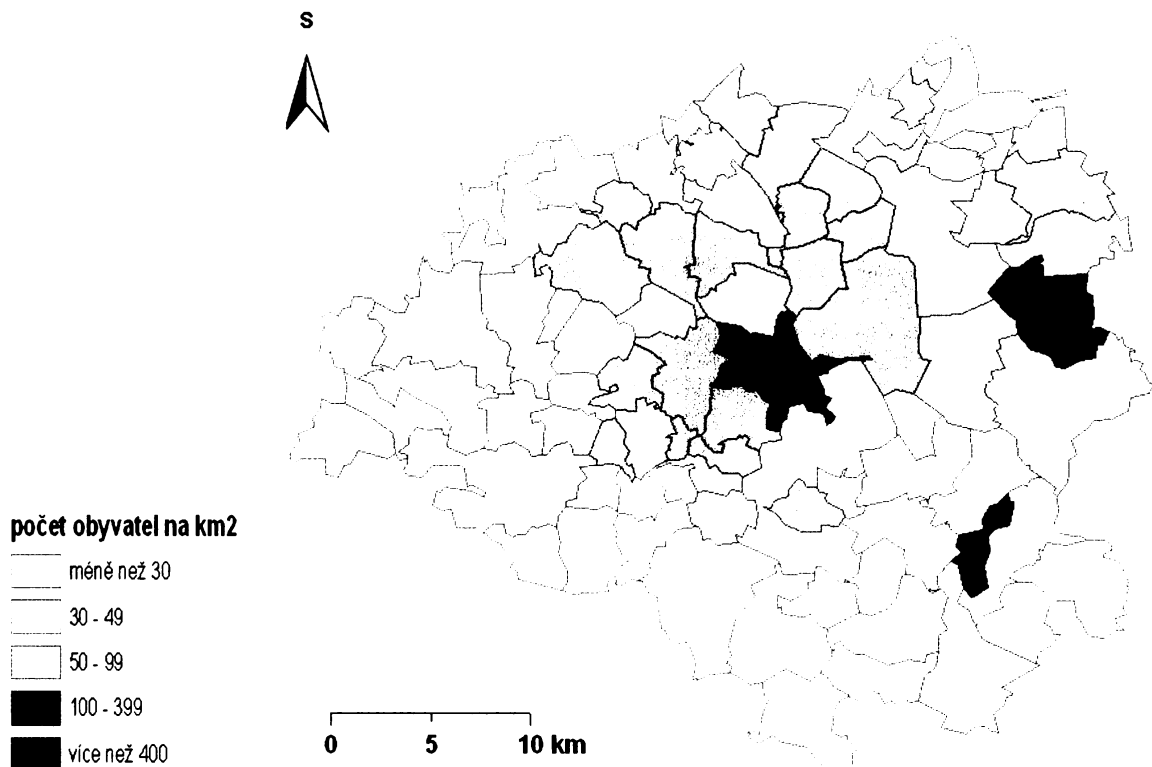 S
počet obyvatel na km2
méně než 30
30 - 49
50 - 99
100 - 399
více než 400
0 5 10 km